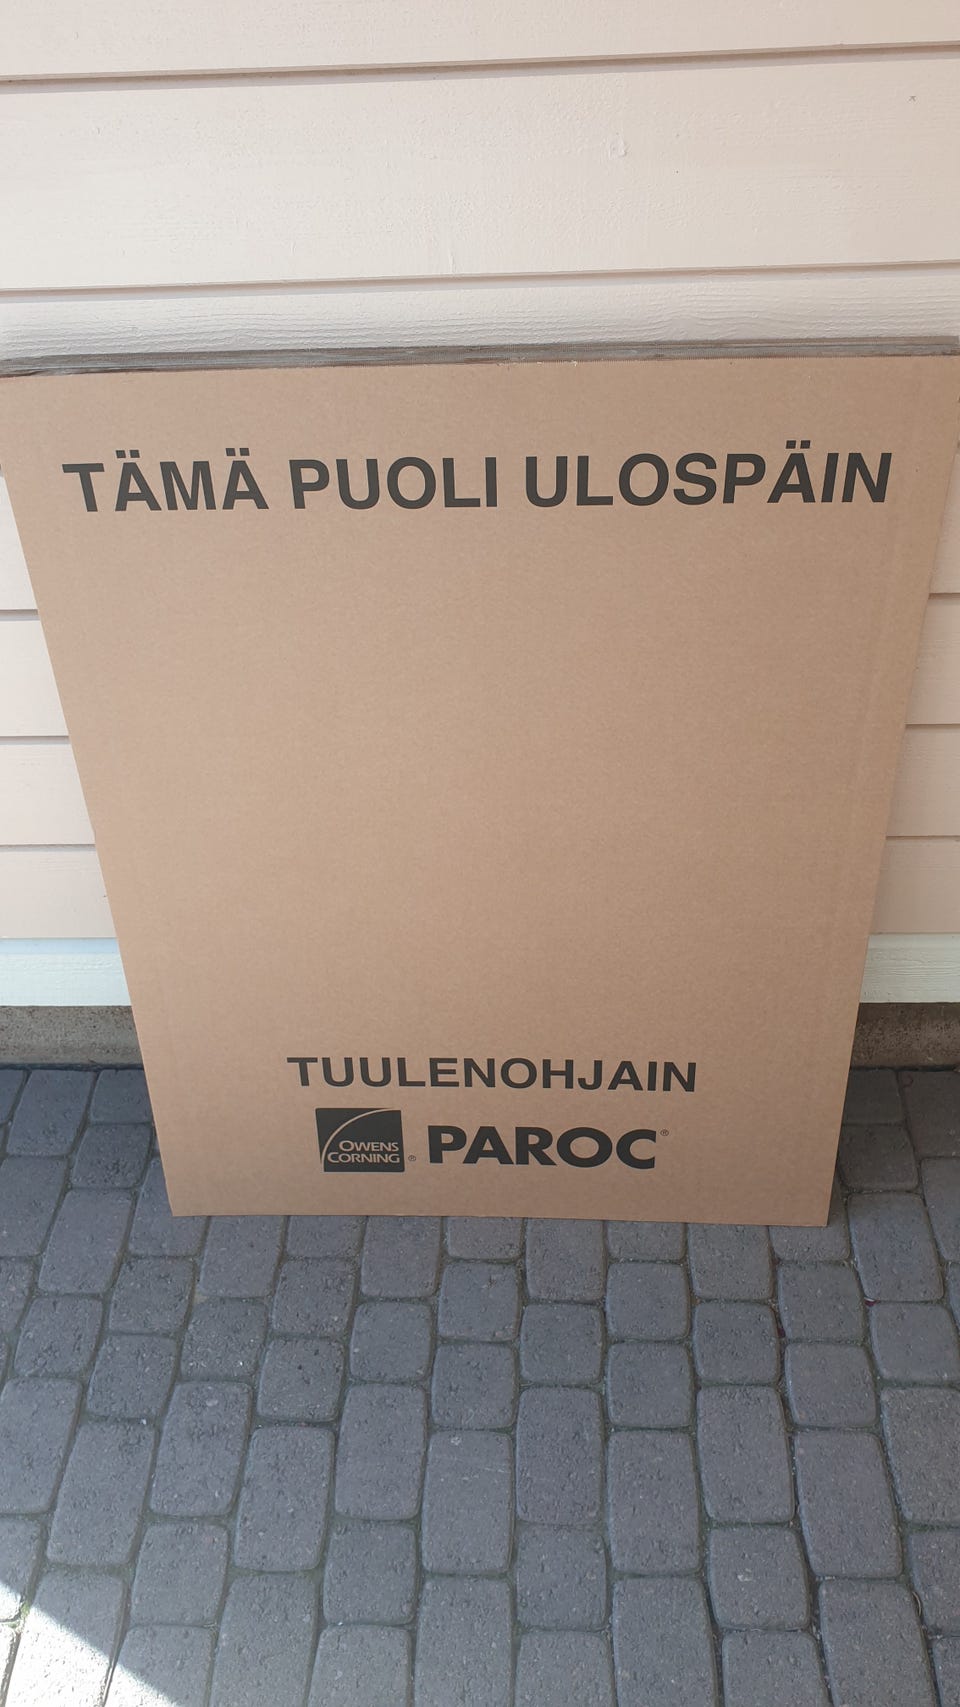 TÄMÄ PUOLI ULOSPÄIN
TUULENOHJAIN
OWENS
CORNING® PAROC®